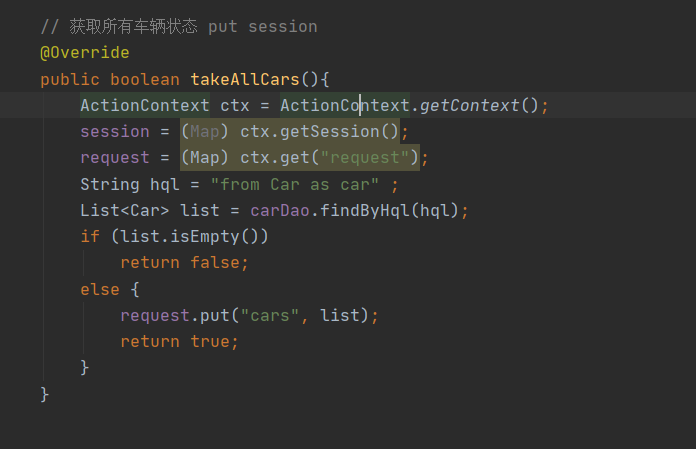 // 获取所有车辆状态 put session
@Override
public boolean takeAllCars(){
ActionContext ctx = ActionContext.getContext();
session = (Map) ctx.getSession();
request = (Map) ctx.get("request");
String hql = "from Car as car" ;
List<Car> list = carDao.findByHql(hql);
if (list.isEmpty())
return false;
else {
request.put("cars", list);
return true;
}
}